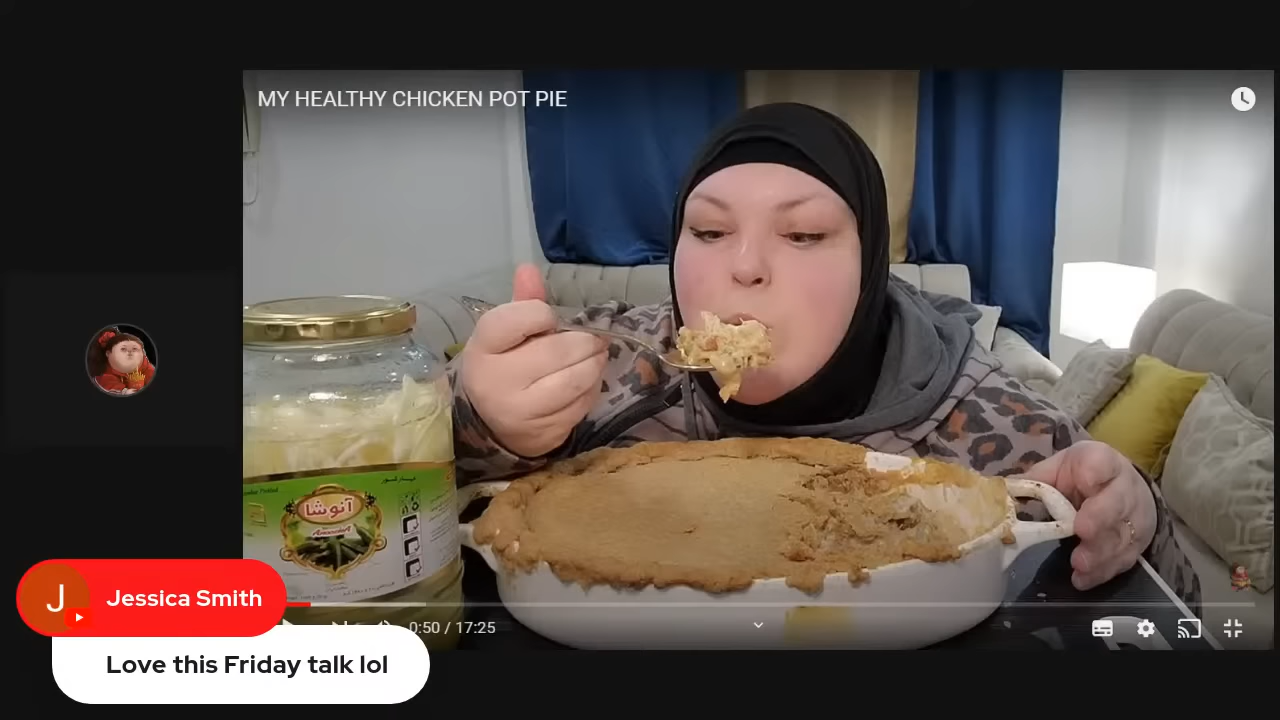 MY HEALTHY CHICKEN POT PIE
آنوشا
J
Jessica Smith
0:50 / 17:25
Love this Friday talk lol